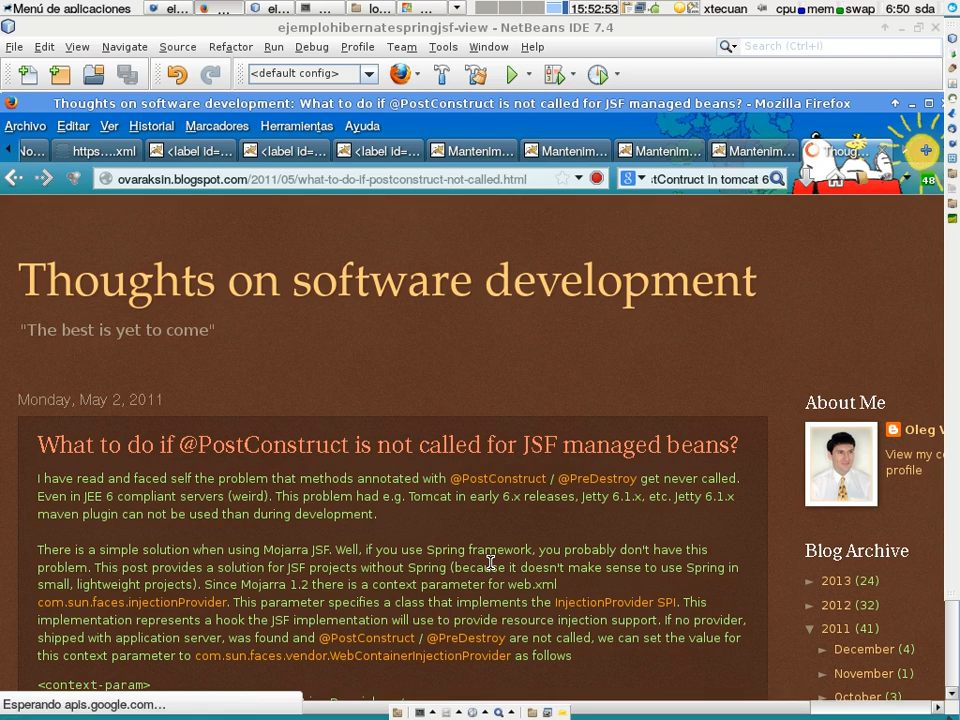 Menú de aplicaciones
el...
...
el...
...
lo...
...
15:52:53
xtecuan
cpu mem swap
6:50 sda
ejemplohibernatespringjsf-view - NetBeans IDE 7.4
File Edit View Navigate Source Refactor Run Debug Profile Team Tools Window Help
Search (Ctrl+I)
<default config>
Thoughts on software development: What to do if @PostConstruct is not called for JSF managed beans? - Mozilla Firefox
Archivo Editar Ver Historial Marcadores Herramientas Ayuda
https....xml
<label id=...
<label id=...
<label id=...
Mantenim...
Mantenim...
Mantenim...
Mantenim...
Thoug...
ovaraksin.blogspot.com/2011/05/what-to-do-if-postconstruct-not-called.html
tContruct in tomcat 6
48
Thoughts on software development
"The best is yet to come"
Monday, May 2, 2011
What to do if @PostConstruct is not called for JSF managed beans?
I have read and faced self the problem that methods annotated with @PostConstruct / @PreDestroy get never called.
Even in JEE 6 compliant servers (weird). This problem had e.g. Tomcat in early 6.x releases, Jetty 6.1.x, etc. Jetty 6.1.x
maven plugin can not be used than during development.
There is a simple solution when using Mojarra JSF. Well, if you use Spring framework, you probably don't have this
problem. This post provides a solution for JSF projects without Spring (because it doesn't make sense to use Spring in
small, lightweight projects). Since Mojarra 1.2 there is a context parameter for web.xml
com.sun.faces.injectionProvider. This parameter specifies a class that implements the InjectionProvider SPI. This
implementation represents a hook the JSF implementation will use to provide resource injection support. If no provider,
shipped with application server, was found and @PostConstruct / @PreDestroy are not called, we can set the value for
this context parameter to com.sun.faces.vendor.WebContainerInjectionProvider as follows
<context-param>
About Me
Oleg V
View my co
profile
Blog Archive
► 2013 (24)
► 2012 (32)
▼ 2011 (41)
► December (4)
► November (1)
► October (3)
Esperando apis.google.com...